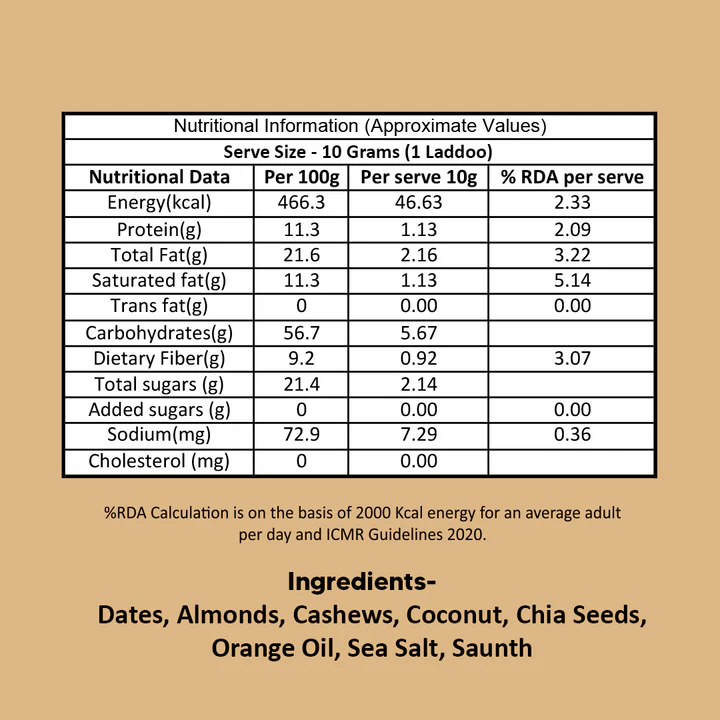 Nutritional Information (Approximate Values)
Serve Size - 10 Grams (1 Laddoo)
Nutritional Data Per 100g Per serve 10g % RDA per serve
Energy(kcal) 466.3 46.63 2.33
Protein(g) 11.3 1.13 2.09
Total Fat(g) 21.6 2.16 3.22
Saturated fat(g) 11.3 1.13 5.14
Trans fat(g) 0 0.00 0.00
Carbohydrates(g) 56.7 5.67
Dietary Fiber(g) 9.2 0.92 3.07
Total sugars (g) 21.4 2.14
Added sugars (g) 0 0.00 0.00
Sodium(mg) 72.9 7.29 0.36
Cholesterol (mg) 0 0.00
%RDA Calculation is on the basis of 2000 Kcal energy for an average adult
per day and ICMR Guidelines 2020.
Ingredients-
Dates, Almonds, Cashews, Coconut, Chia Seeds,
Orange Oil, Sea Salt, Saunth